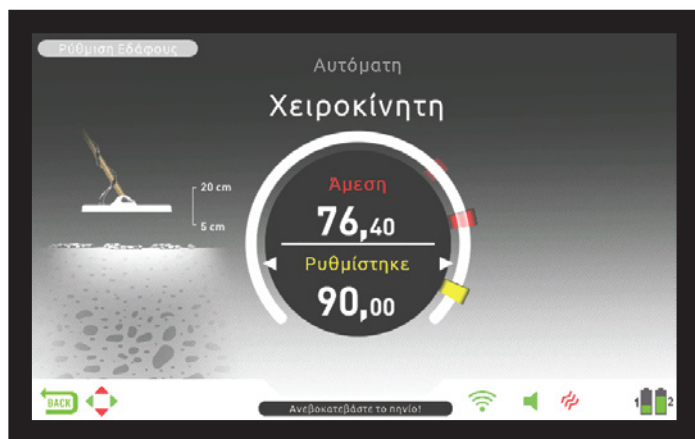 Ρύθμιση Εδάφους
Αυτόματη
Χειροκίνητη
20 cm
5 cm
Άμεση
76,40
Ρυθμίστηκε
90,00
BACK
Ανεβοκατεβάστε το πηνίο!
1 2